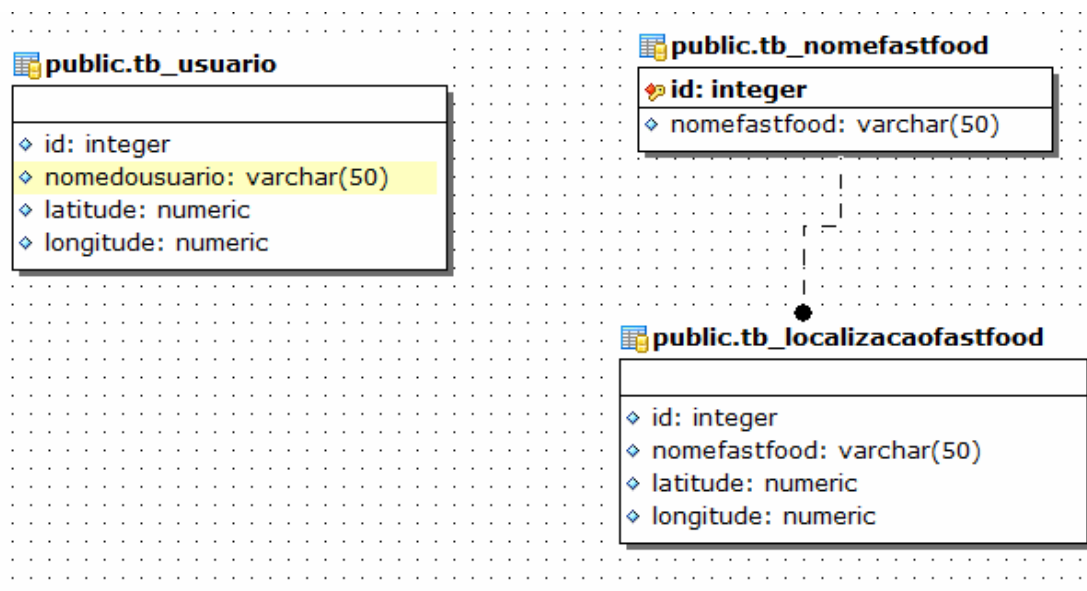 public.tb_usuario
id: integer
nomedousuario: varchar(50)
latitude: numeric
longitude: numeric
public.tb_nomefastfood
id: integer
nomefastfood: varchar(50)
public.tb_localizacaofastfood
id: integer
nomefastfood: varchar(50)
latitude: numeric
longitude: numeric